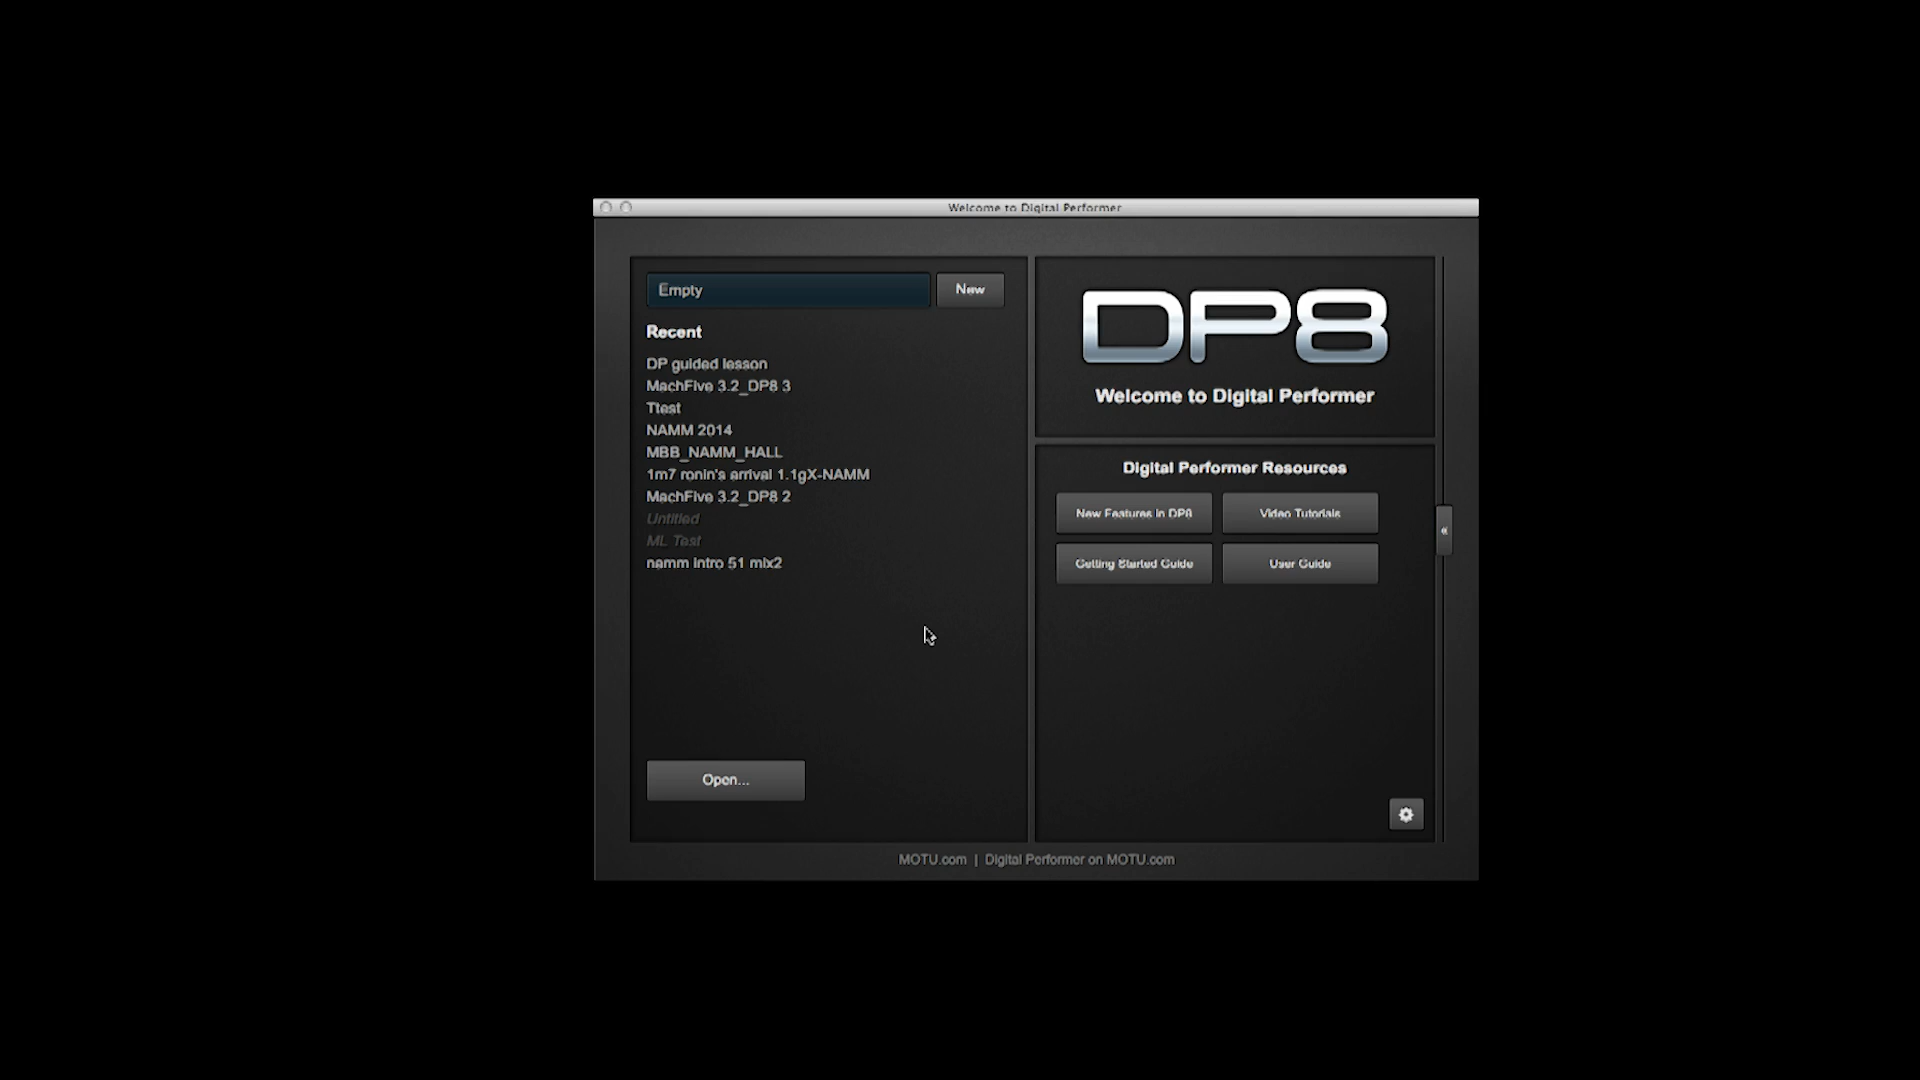 Welcome to Digital Performer
Empty
New
Recent
DP guided lesson
MachFive 3.2_DP8 3
Ttest
NAMM 2014
MBB_NAMM_HALL
1m7 ronin's arrival 1.1gX-NAMM
MachFive 3.2_DP8 2
Untitled
ML Test
namm intro 51 mix2
Open...
DP8
Welcome to Digital Performer
Digital Performer Resources
New Features in DP8
Video Tutorials
Getting Started Guide
User Guide
«
MOTU.com | Digital Performer on MOTU.com